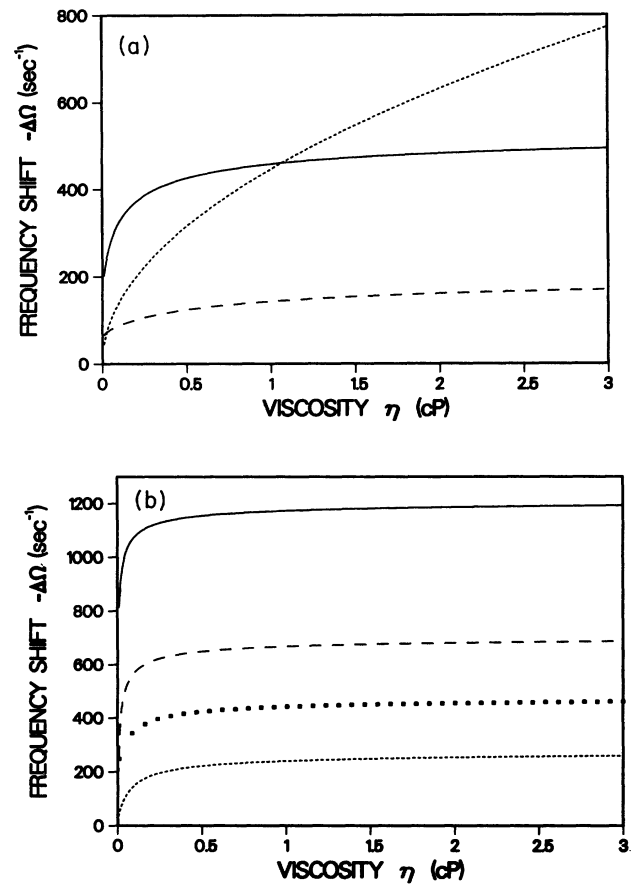 800
(a)
600
400
200
0
FREQUENCY SHIFT -ΔΩ (sec⁻¹)
0 0.5 1 1.5 2 2.5 3
VISCOSITY η (cP)
(b)
1200
1000
800
600
400
200
0
FREQUENCY SHIFT -ΔΩ (sec⁻¹)
0 0.5 1 1.5 2 2.5 3
VISCOSITY η (cP)